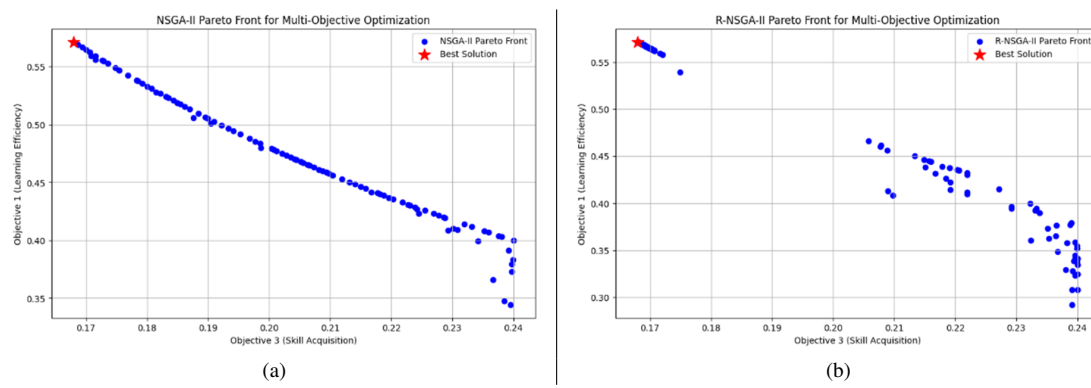 NSGA-II Pareto Front for Multi-Objective Optimization
NSGA-II Pareto Front
Best Solution
Objective 1 (Learning Efficiency)
0.55
0.50
0.45
0.40
0.35
0.17 0.18 0.19 0.20 0.21 0.22 0.23 0.24
Objective 3 (Skill Acquisition)
(a)
R-NSGA-II Pareto Front for Multi-Objective Optimization
R-NSGA-II Pareto Front
Best Solution
Objective 1 (Learning Efficiency)
0.55
0.50
0.45
0.40
0.35
0.30
0.17 0.18 0.19 0.20 0.21 0.22 0.23 0.24
Objective 3 (Skill Acquisition)
(b)